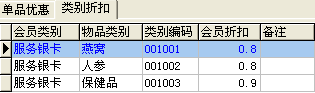 单品优惠 类别折扣
会员类别 物品类别 类别编码 会员折扣 备注
服务银卡 燕窝 001001 0.8
服务银卡 人参 001002 0.8
服务银卡 保健品 001003 0.9